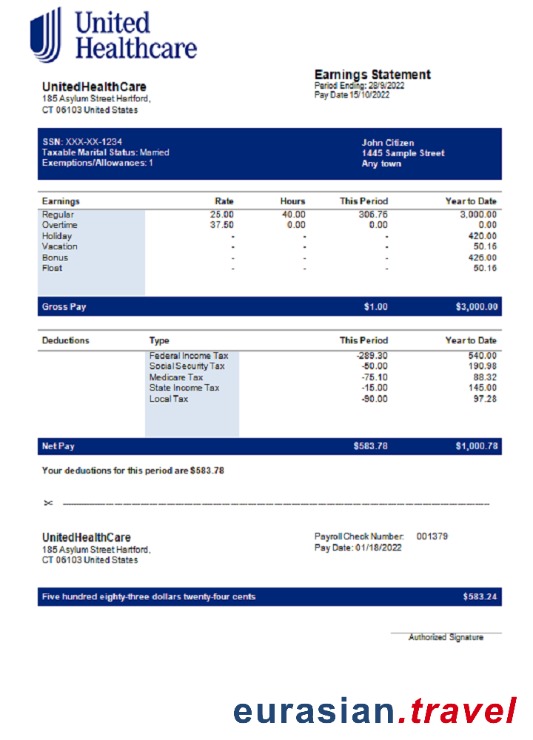 United
Healthcare
UnitedHealthCare
185 Asylum Street Hartford,
CT 06103 United States
Earnings Statement
Period Ending: 28/9/2022
Pay Date 15/10/2022
SSN: XXX-XX-1234
Taxable Marital Status: Married
Exemptions/Allowances: 1
John Citizen
1445 Sample Street
Any town
Earnings Rate Hours This Period Year to Date
Regular 25.00 40.00 306.76 3,000.00
Overtime 37.50 0.00 0.00 0.00
Holiday - - - 420.00
Vacation - - - 50.16
Bonus - - - 426.00
Float - - - 50.16
Gross Pay $1.00 $3,000.00
Deductions Type This Period Year to Date
Federal Income Tax -289.30 540.00
Social Security Tax -50.00 190.98
Medicare Tax -75.10 88.32
State Income Tax -15.00 145.00
Local Tax -90.00 97.28
Net Pay $583.78 $1,000.78
Your deductions for this period are $583.78
UnitedHealthCare
185 Asylum Street Hartford,
CT 06103 United States
Payroll Check Number: 001379
Pay Date: 01/18/2022
Five hundred eighty-three dollars twenty-four cents $583.24
Authorized Signature
eurasian.travel